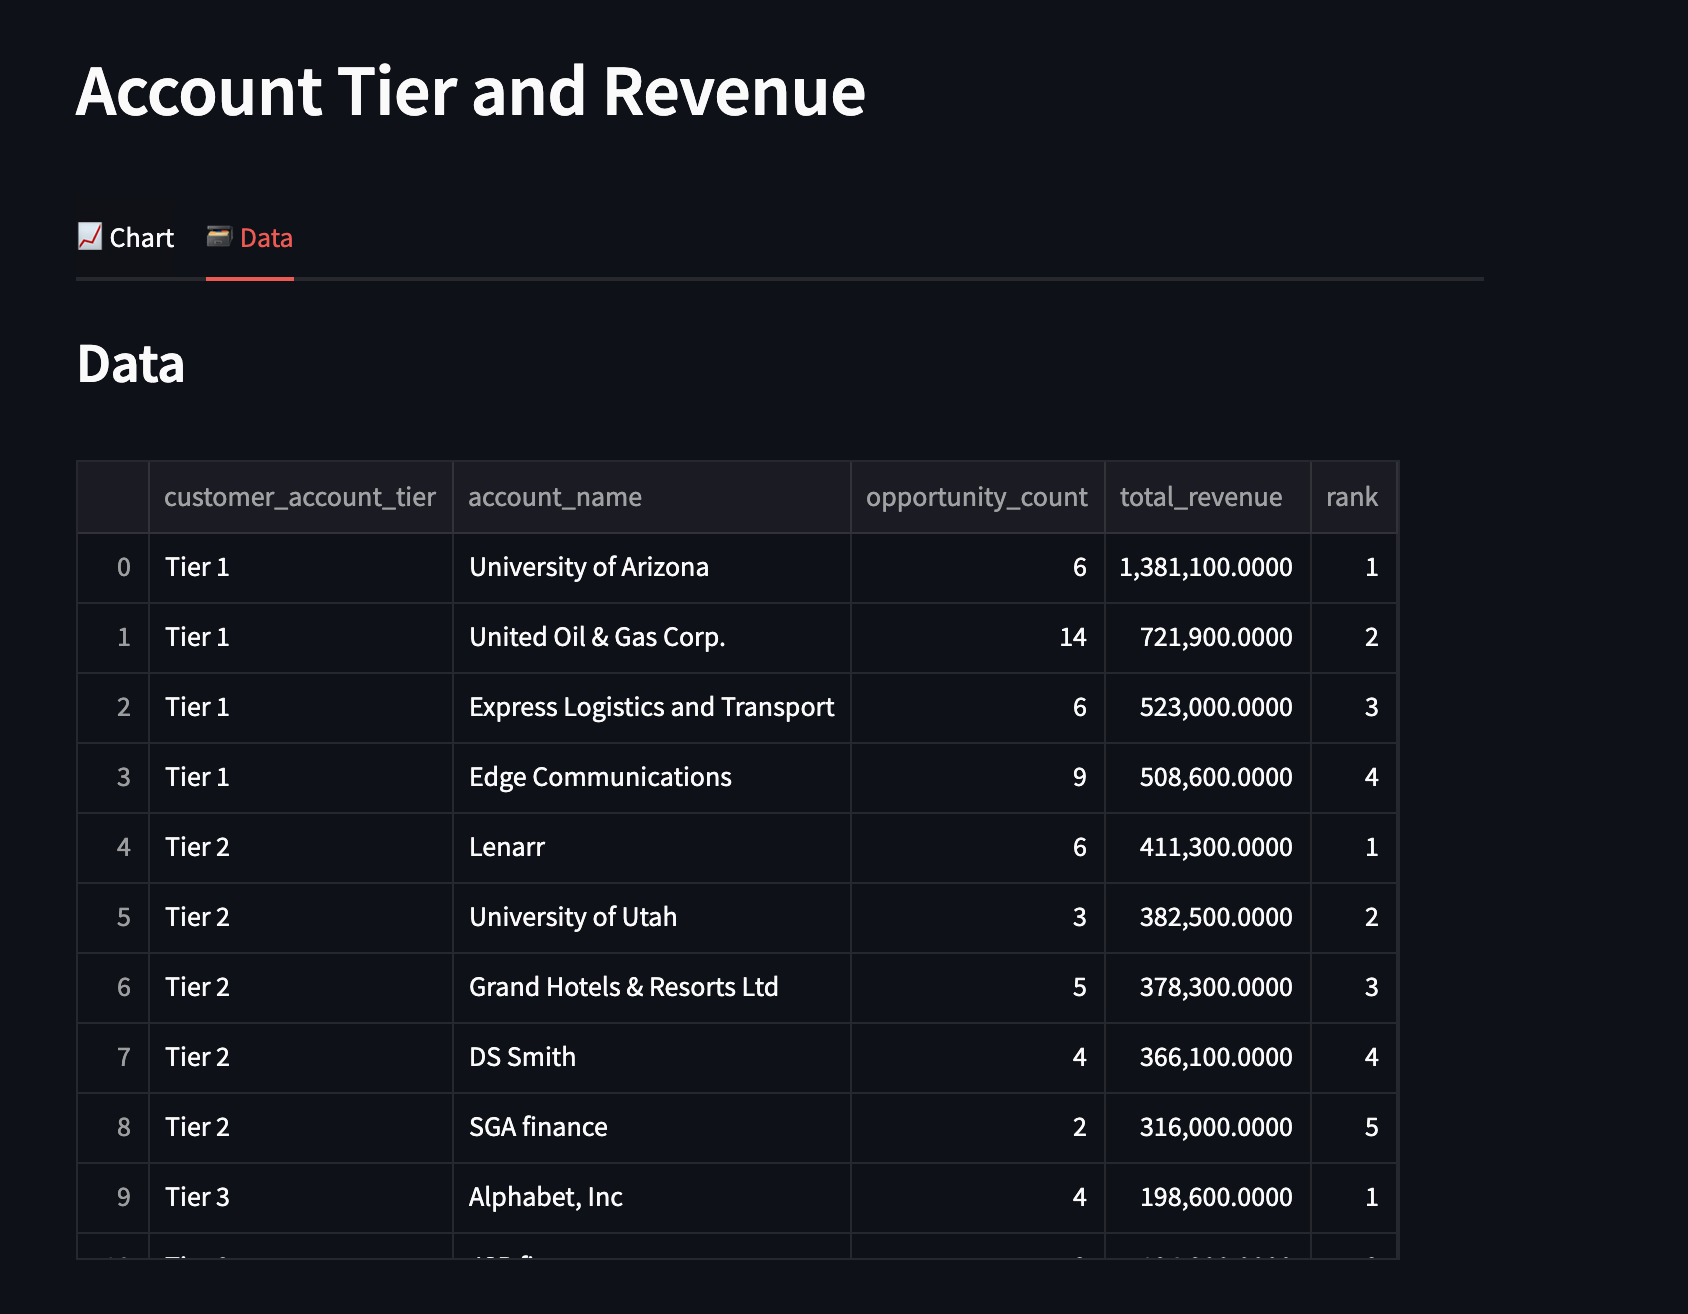 Account Tier and Revenue
Chart Data
Data
customer_account_tier account_name opportunity_count total_revenue rank
0 Tier 1 University of Arizona 6 1,381,100.0000 1
1 Tier 1 United Oil & Gas Corp. 14 721,900.0000 2
2 Tier 1 Express Logistics and Transport 6 523,000.0000 3
3 Tier 1 Edge Communications 9 508,600.0000 4
4 Tier 2 Lenarr 6 411,300.0000 1
5 Tier 2 University of Utah 3 382,500.0000 2
6 Tier 2 Grand Hotels & Resorts Ltd 5 378,300.0000 3
7 Tier 2 DS Smith 4 366,100.0000 4
8 Tier 2 SGA finance 2 316,000.0000 5
9 Tier 3 Alphabet, Inc 4 198,600.0000 1